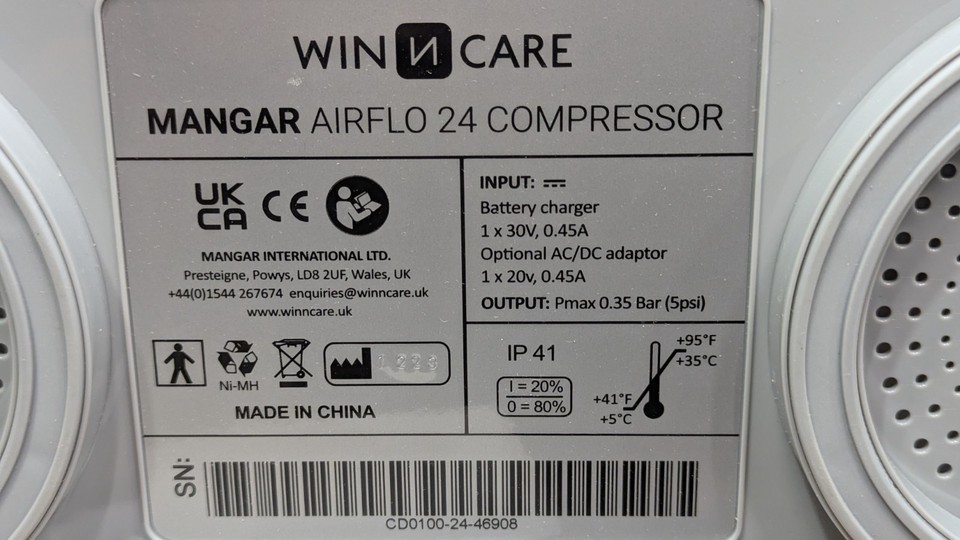 WIN N CARE
MANGAR AIRFLO 24 COMPRESSOR
UK
CA CE
MANGAR INTERNATIONAL LTD.
Presteigne, Powys, LD8 2UF, Wales, UK
+44(0)1544 267674 enquiries@winncare.uk
www.winncare.uk
Ni-MH
MADE IN CHINA
INPUT:
Battery charger
1 x 30V, 0.45A
Optional AC/DC adaptor
1 x 20v, 0.45A
OUTPUT: Pmax 0.35 Bar (5psi)
IP 41
I = 20%
0 = 80%
+95°F
+35°C
+41°F
+5°C
SN:
CD0100-24-46908